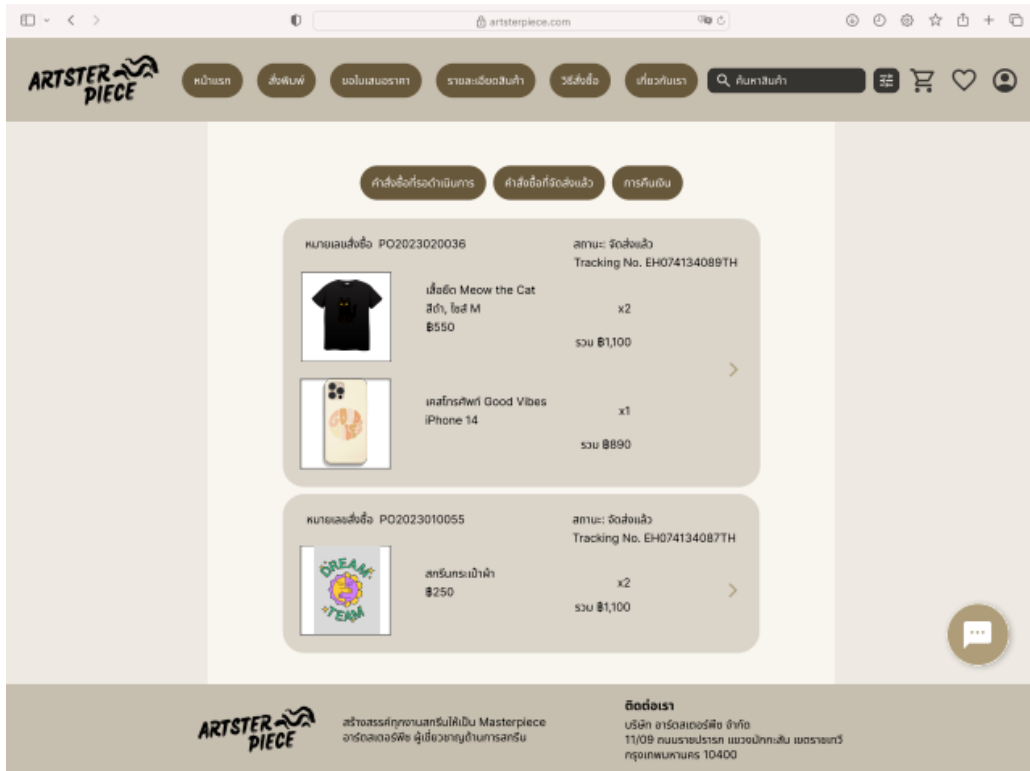 artsterpiece.com
ARTSTER PIECE
หน้าแรก
สั่งพิมพ์
ขอใบเสนอราคา
รายละเอียดสินค้า
วิธีสั่งซื้อ
เกี่ยวกับเรา
ค้นหาสินค้า
คำสั่งซื้อที่รอดำเนินการ
คำสั่งซื้อที่จัดส่งแล้ว
การคืนเงิน
หมายเลขสั่งซื้อ PO2023020036
สถานะ: จัดส่งแล้ว
Tracking No. EH074134089TH
เสื้อยืด Meow the Cat
สีดำ, ไซส์ M
x2
฿550
รวม ฿1,100
เคสโทรศัพท์ Good Vibes
iPhone 14
x1
รวม ฿890
หมายเลขสั่งซื้อ PO2023010055
สถานะ: จัดส่งแล้ว
Tracking No. EH074134087TH
DREAM
TEAM
สกรีนกระเป๋าผ้า
฿250
x2
รวม ฿1,100
ARTSTER
PIECE
สร้างสรรค์ทุกงานสกรีนให้เป็น Masterpiece
อาร์ตสเตอร์พีซ ผู้เชี่ยวชาญด้านการสกรีน
ติดต่อเรา
บริษัท อาร์ตสเตอร์พีซ จำกัด
11/09 ถนนราชปรารภ แขวงมักกะสัน เขตราชเทวี
กรุงเทพมหานคร 10400